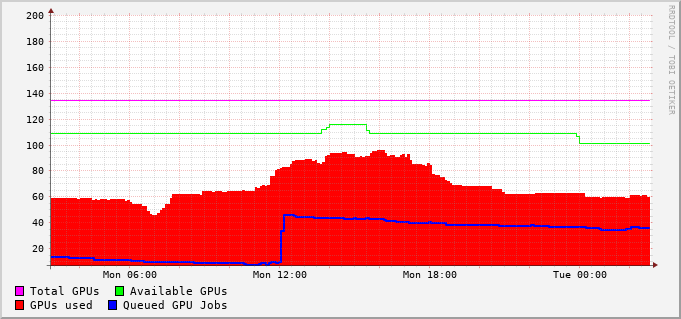 200
180
160
140
120
100
80
60
40
20
Mon 06:00 Mon 12:00 Mon 18:00 Tue 00:00
Total GPUs Available GPUs
GPUs used Queued GPU Jobs
RRDTOOL / TOBI OETIKER